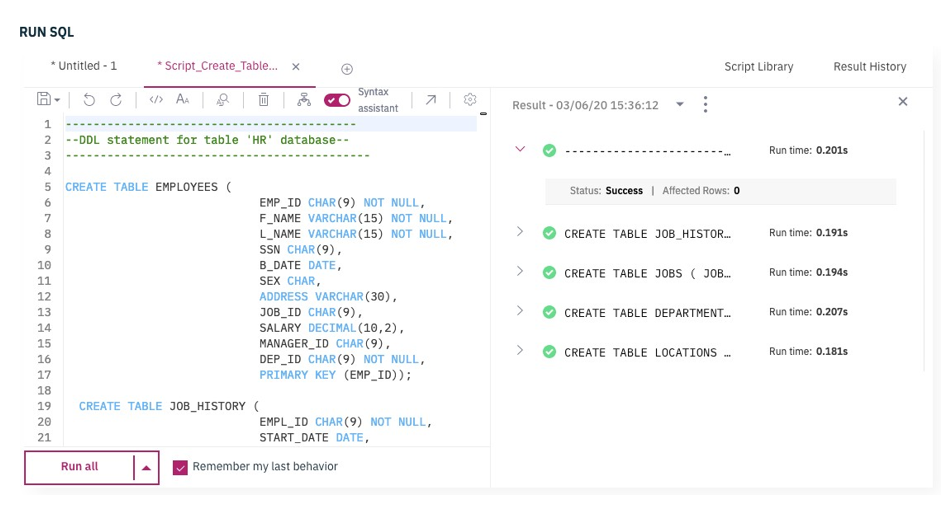 RUN SQL
* Untitled - 1
* Script_Create_Table...
Script Library
Result History
Syntax
assistant
1 ------------------------------------------
2 --DDL statement for table 'HR' database--
3 --------------------------------------------
4
5 CREATE TABLE EMPLOYEES (
6 EMP_ID CHAR(9) NOT NULL,
7 F_NAME VARCHAR(15) NOT NULL,
8 L_NAME VARCHAR(15) NOT NULL,
9 SSN CHAR(9),
10 B_DATE DATE,
11 SEX CHAR,
12 ADDRESS VARCHAR(30),
13 JOB_ID CHAR(9),
14 SALARY DECIMAL(10,2),
15 MANAGER_ID CHAR(9),
16 DEP_ID CHAR(9) NOT NULL,
17 PRIMARY KEY (EMP_ID));
18
19 CREATE TABLE JOB_HISTORY (
20 EMPL_ID CHAR(9) NOT NULL,
21 START_DATE DATE,
Run all
Remember my last behavior
Result - 03/06/20 15:36:12
-----------------------… Run time: 0.201s
Status: Success | Affected Rows: 0
CREATE TABLE JOB_HISTOR… Run time: 0.191s
CREATE TABLE JOBS ( JOB… Run time: 0.194s
CREATE TABLE DEPARTMENT… Run time: 0.207s
CREATE TABLE LOCATIONS … Run time: 0.181s